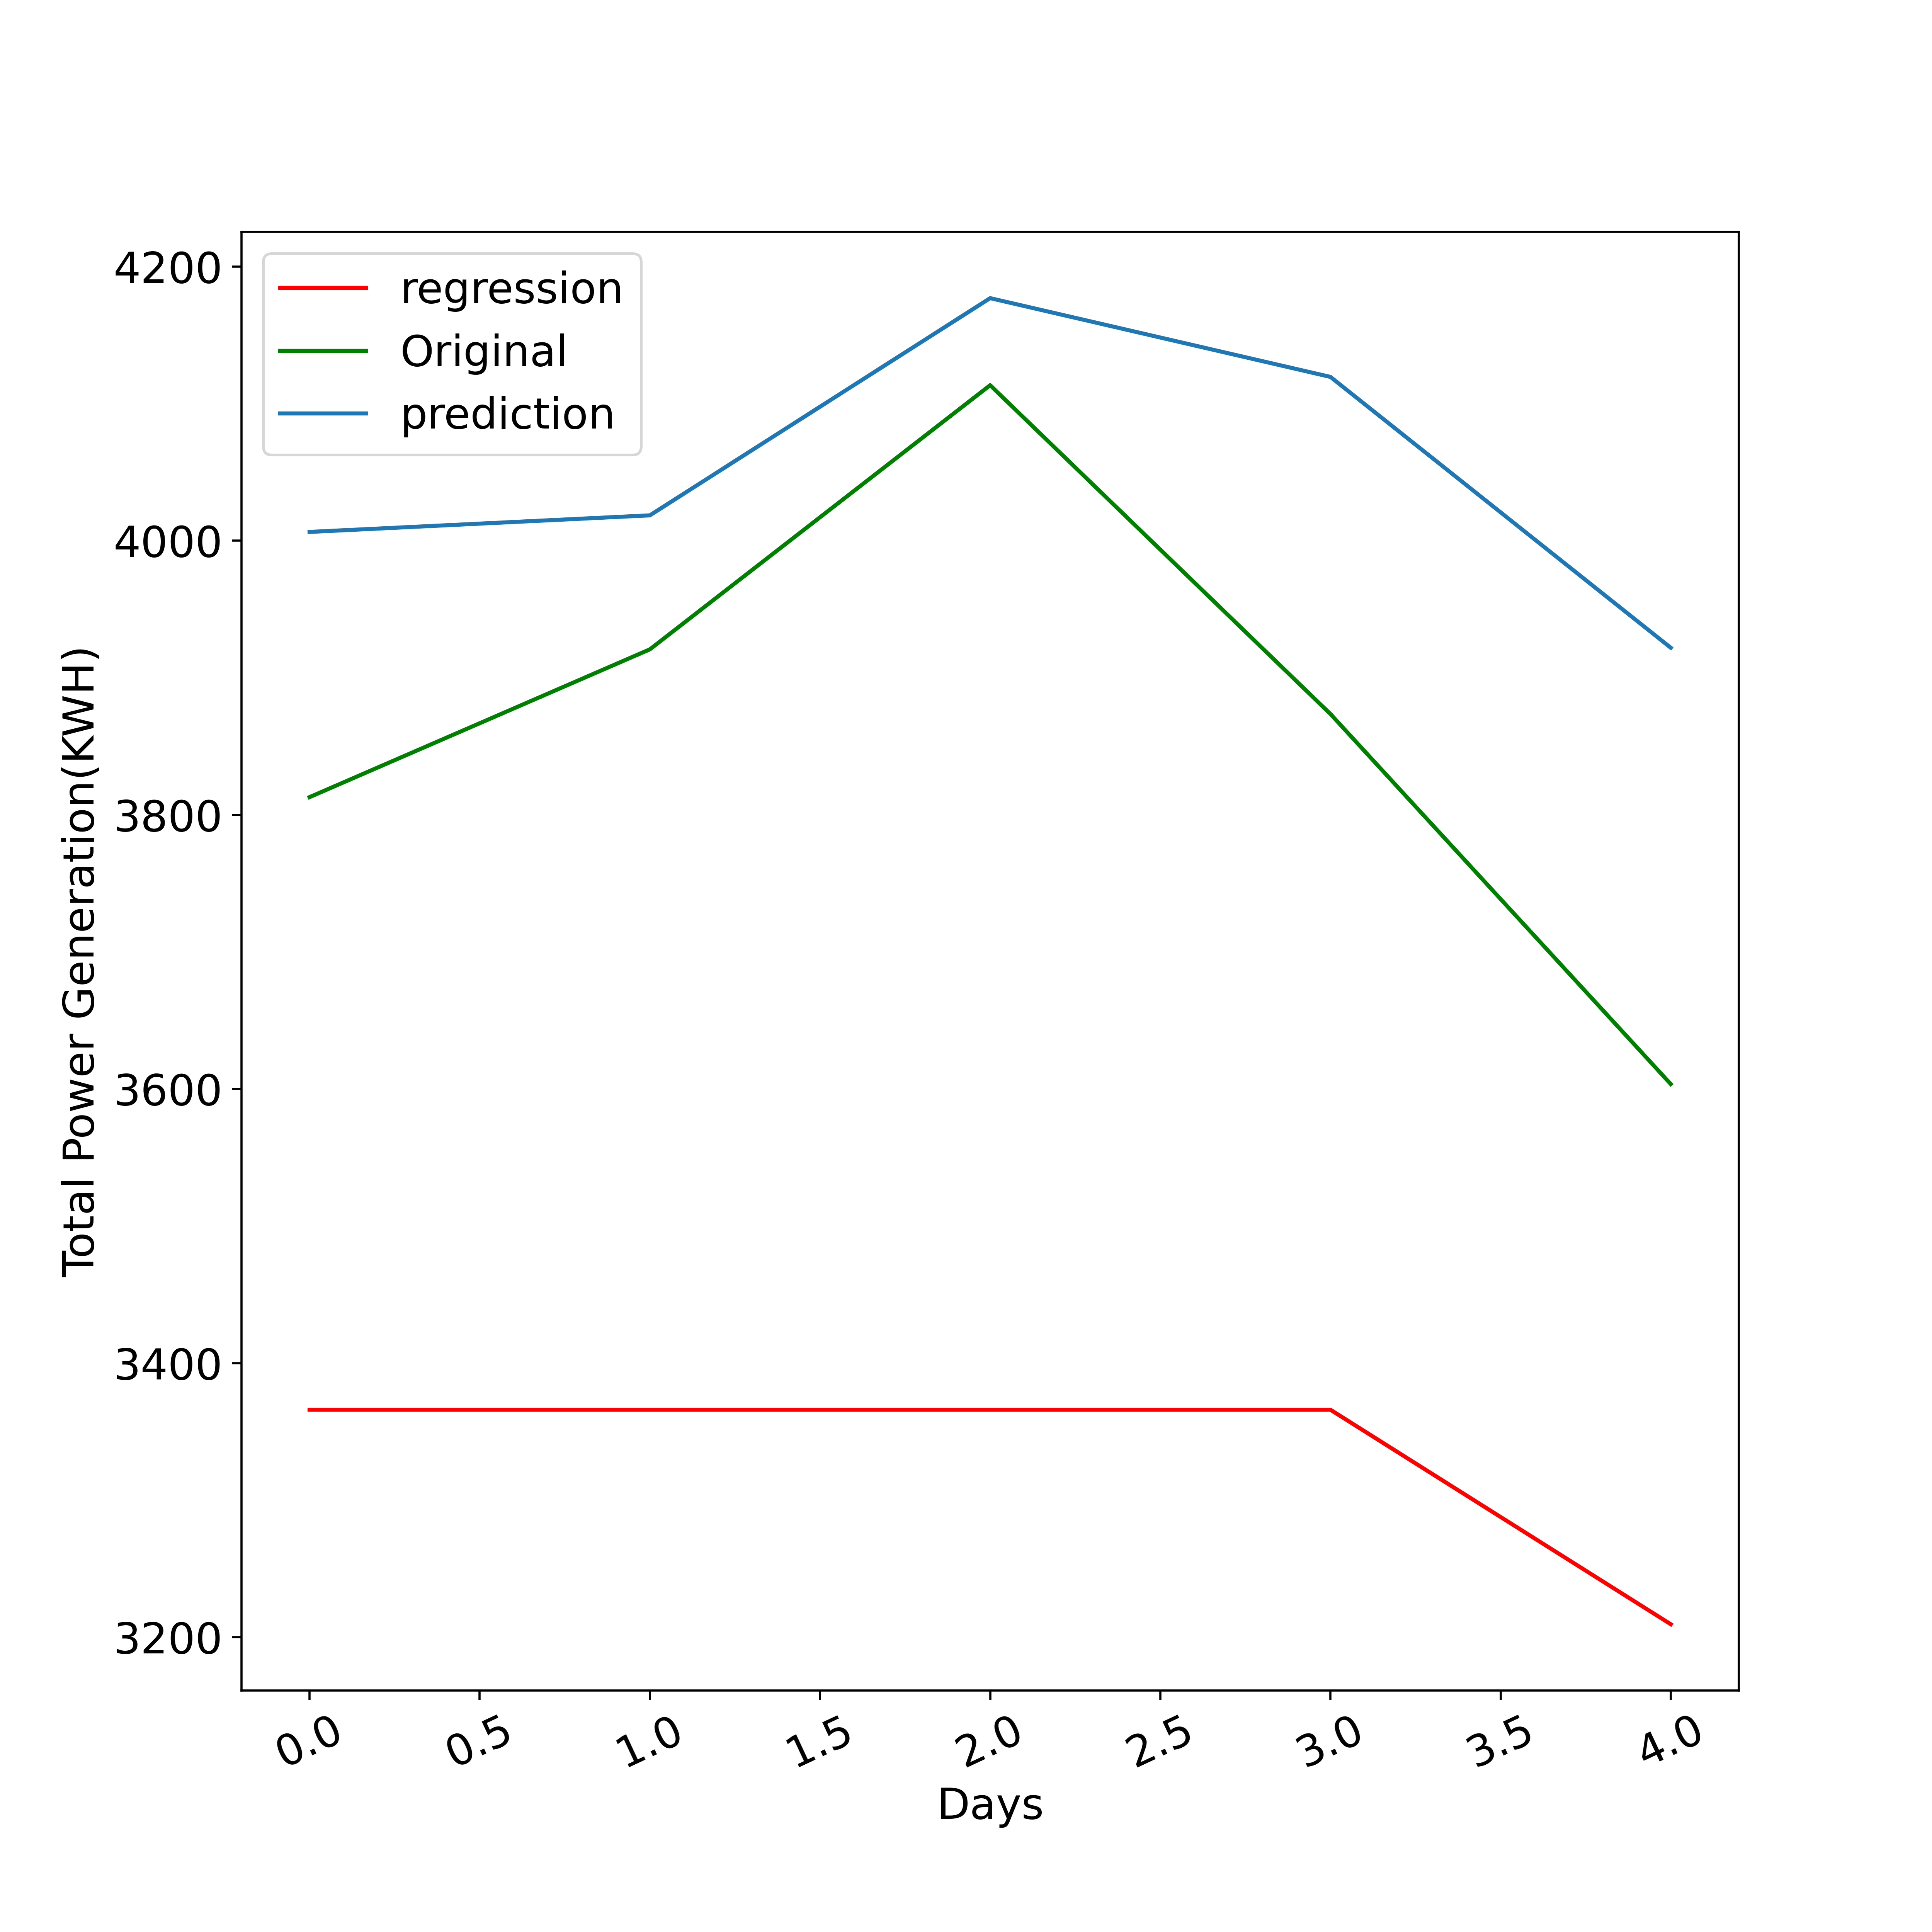 4200
4000
3800
3600
3400
3200
Total Power Generation(KWH)
regression
Original
prediction
0.0 0.5 1.0 1.5 2.0 2.5 3.0 3.5 4.0
Days